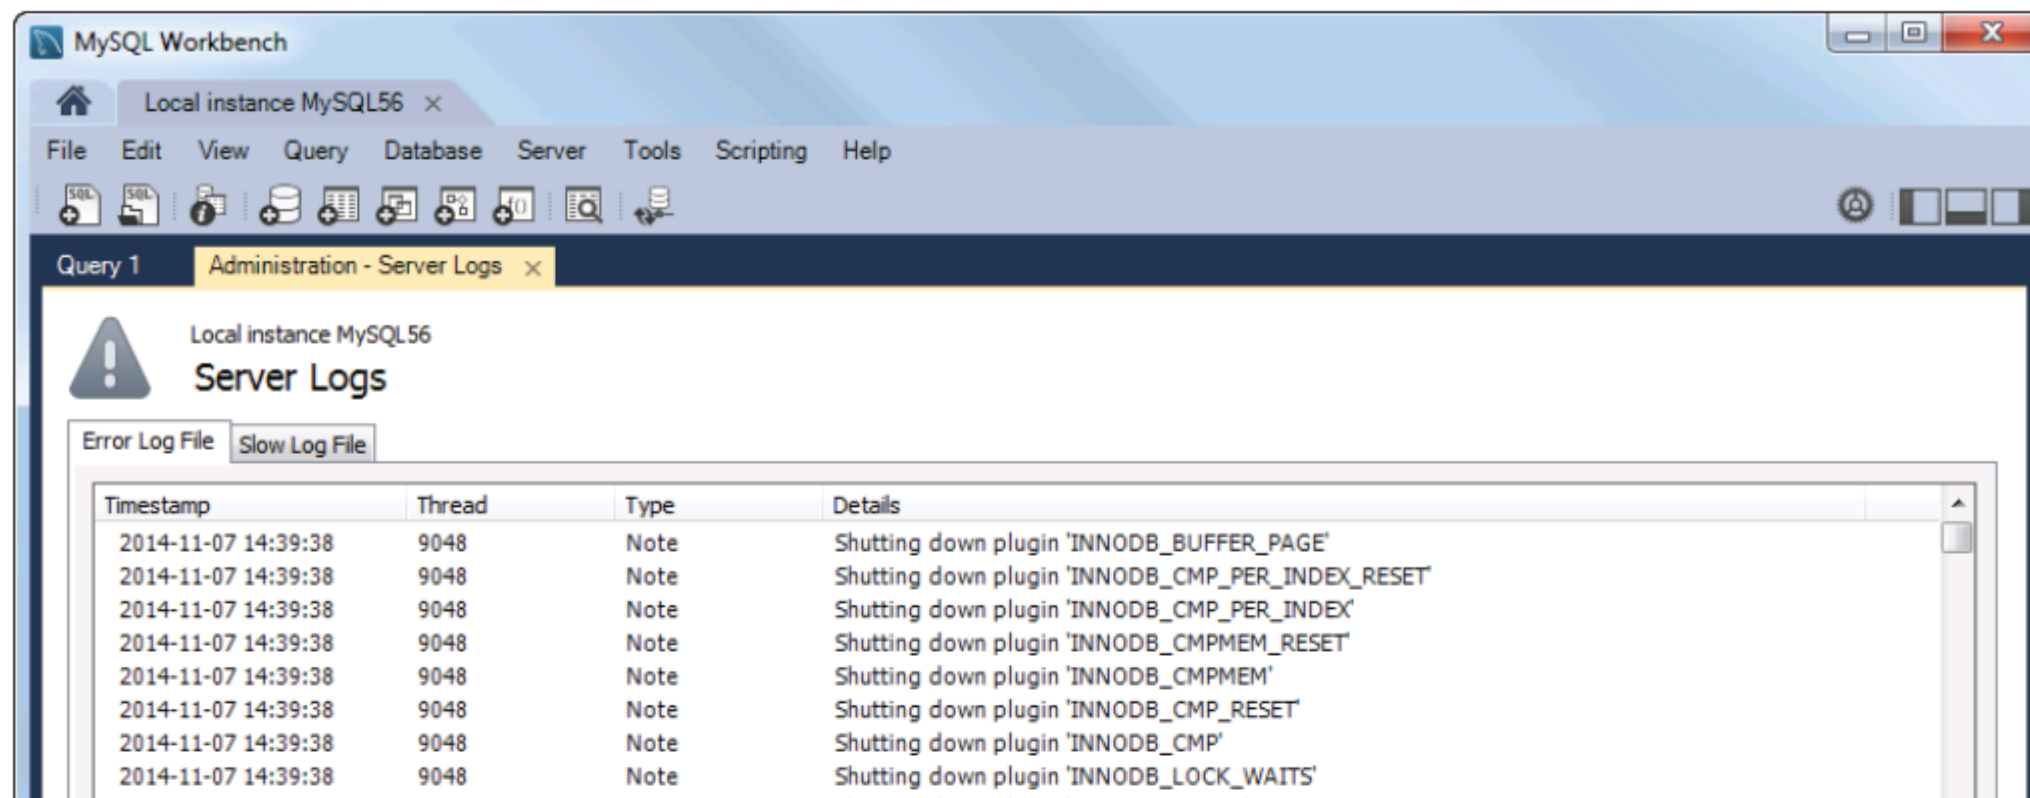 MySQL Workbench
Local instance MySQL56
File Edit View Query Database Server Tools Scripting Help
SQL SQL f()
Query 1 Administration - Server Logs
Local instance MySQL56
Server Logs
Error Log File Slow Log File
Timestamp Thread Type Details
2014-11-07 14:39:38 9048 Note Shutting down plugin 'INNODB_BUFFER_PAGE'
2014-11-07 14:39:38 9048 Note Shutting down plugin 'INNODB_CMP_PER_INDEX_RESET'
2014-11-07 14:39:38 9048 Note Shutting down plugin 'INNODB_CMP_PER_INDEX'
2014-11-07 14:39:38 9048 Note Shutting down plugin 'INNODB_CMPMEM_RESET'
2014-11-07 14:39:38 9048 Note Shutting down plugin 'INNODB_CMPMEM'
2014-11-07 14:39:38 9048 Note Shutting down plugin 'INNODB_CMP_RESET'
2014-11-07 14:39:38 9048 Note Shutting down plugin 'INNODB_CMP'
2014-11-07 14:39:38 9048 Note Shutting down plugin 'INNODB_LOCK_WAITS'